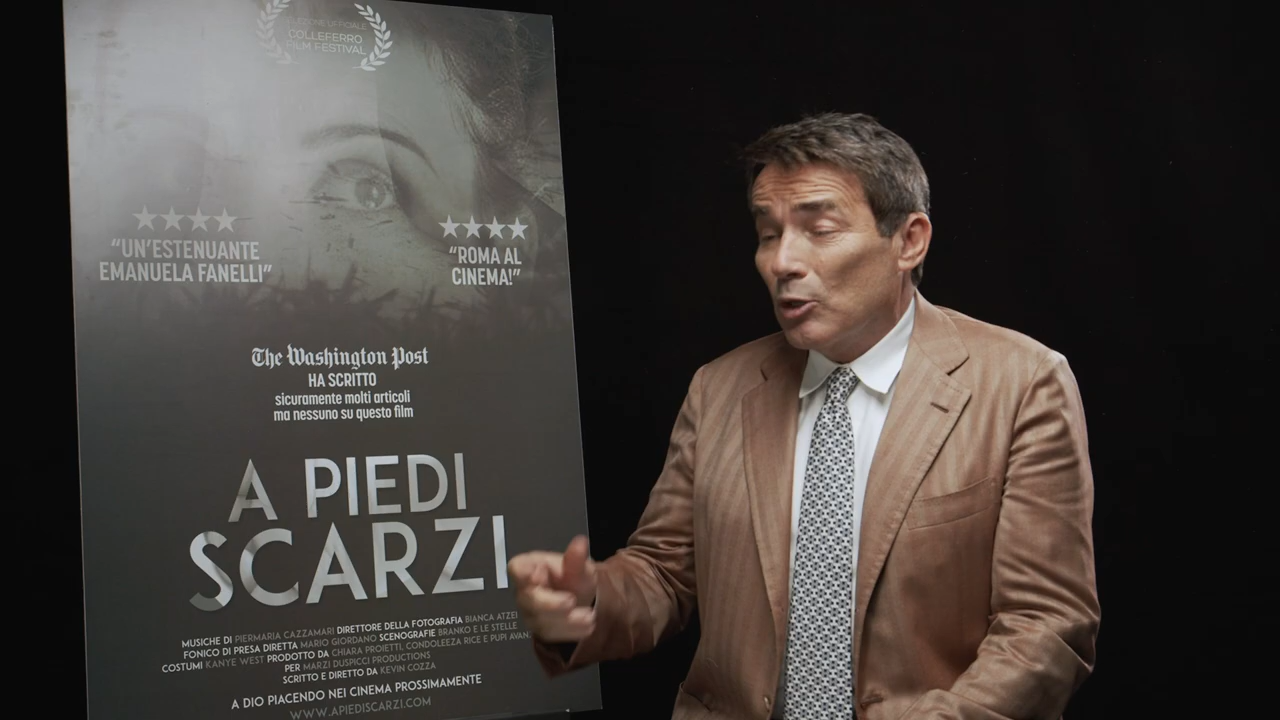 SELEZIONE UFFICIALE
COLLEFERRO
FILM FESTIVAL
“UN'ESTENUANTE
EMANUELA FANELLI”
“ROMA AL
CINEMA!”
The Washington Post
HA SCRITTO
sicuramente molti articoli
ma nessuno su questo film
A PIEDI
SCARZI
MUSICHE DI PIERMARIA CAZZAMARI DIRETTORE DELLA FOTOGRAFIA BIANCA ATZEI
FONICO DI PRESA DIRETTA MARIO GIORDANO SCENOGRAFIE BRANKO E LE STELLE
COSTUMI KANYE WEST PRODOTTO DA CHIARA PROIETTI, CONDOLEEZA RICE E PUPI
PER MARZI DUSPICCI PRODUCTIONS
SCRITTO E DIRETTO DA KEVIN COZZA
A DIO PIACENDO NEI CINEMA PROSSIMAMENTE
WWW.APIEDISCARZI.COM